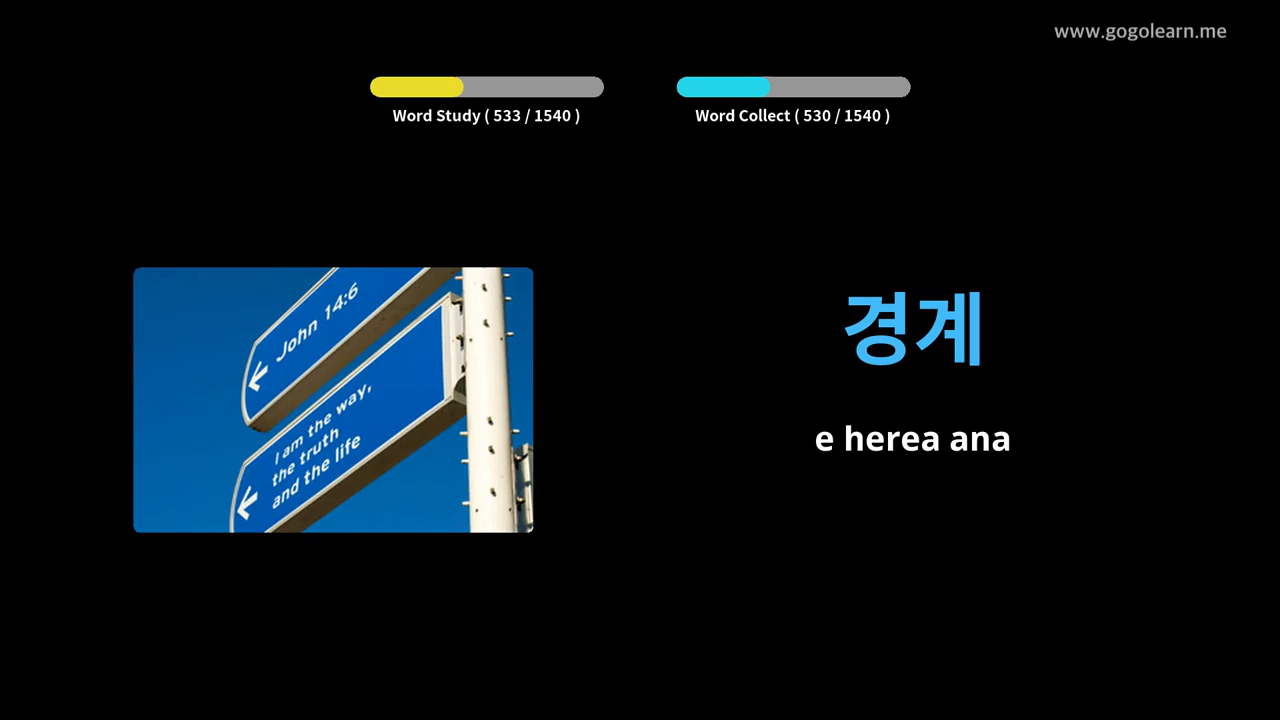 www.gogolearn.me
Word Study ( 533 / 1540 )
Word Collect ( 530 / 1540 )
John 14:6
I am the way,
the truth
and the life
경계
e herea ana